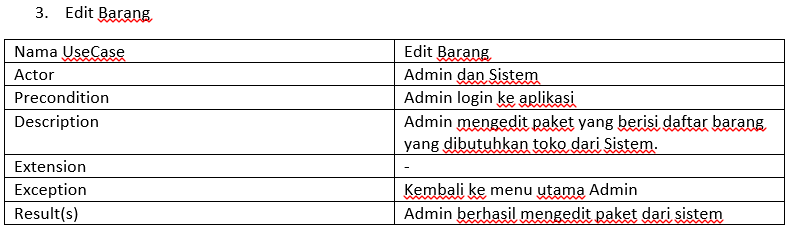 3. Edit Barang
Nama UseCase Edit Barang
Actor Admin dan Sistem
Precondition Admin login ke aplikasi
Description Admin mengedit paket yang berisi daftar barang
yang dibutuhkan toko dari Sistem.
Extension -
Exception Kembali ke menu utama Admin
Result(s) Admin berhasil mengedit paket dari sistem